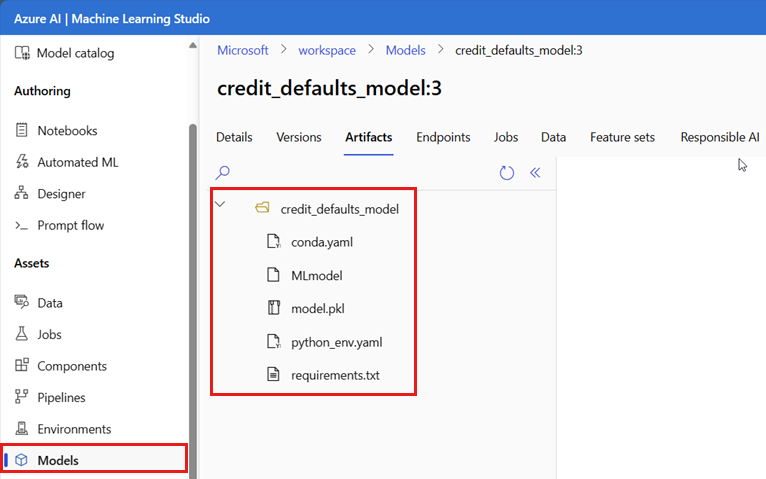 Azure AI | Machine Learning Studio
Model catalog
Authoring
Notebooks
Automated ML
Designer
Prompt flow
Assets
Data
Jobs
Components
Pipelines
Environments
Models
Microsoft > workspace > Models > credit_defaults_model:3
credit_defaults_model:3
Details Versions Artifacts Endpoints Jobs Data Feature sets Responsible AI
credit_defaults_model
conda.yaml
MLmodel
model.pkl
python_env.yaml
requirements.txt